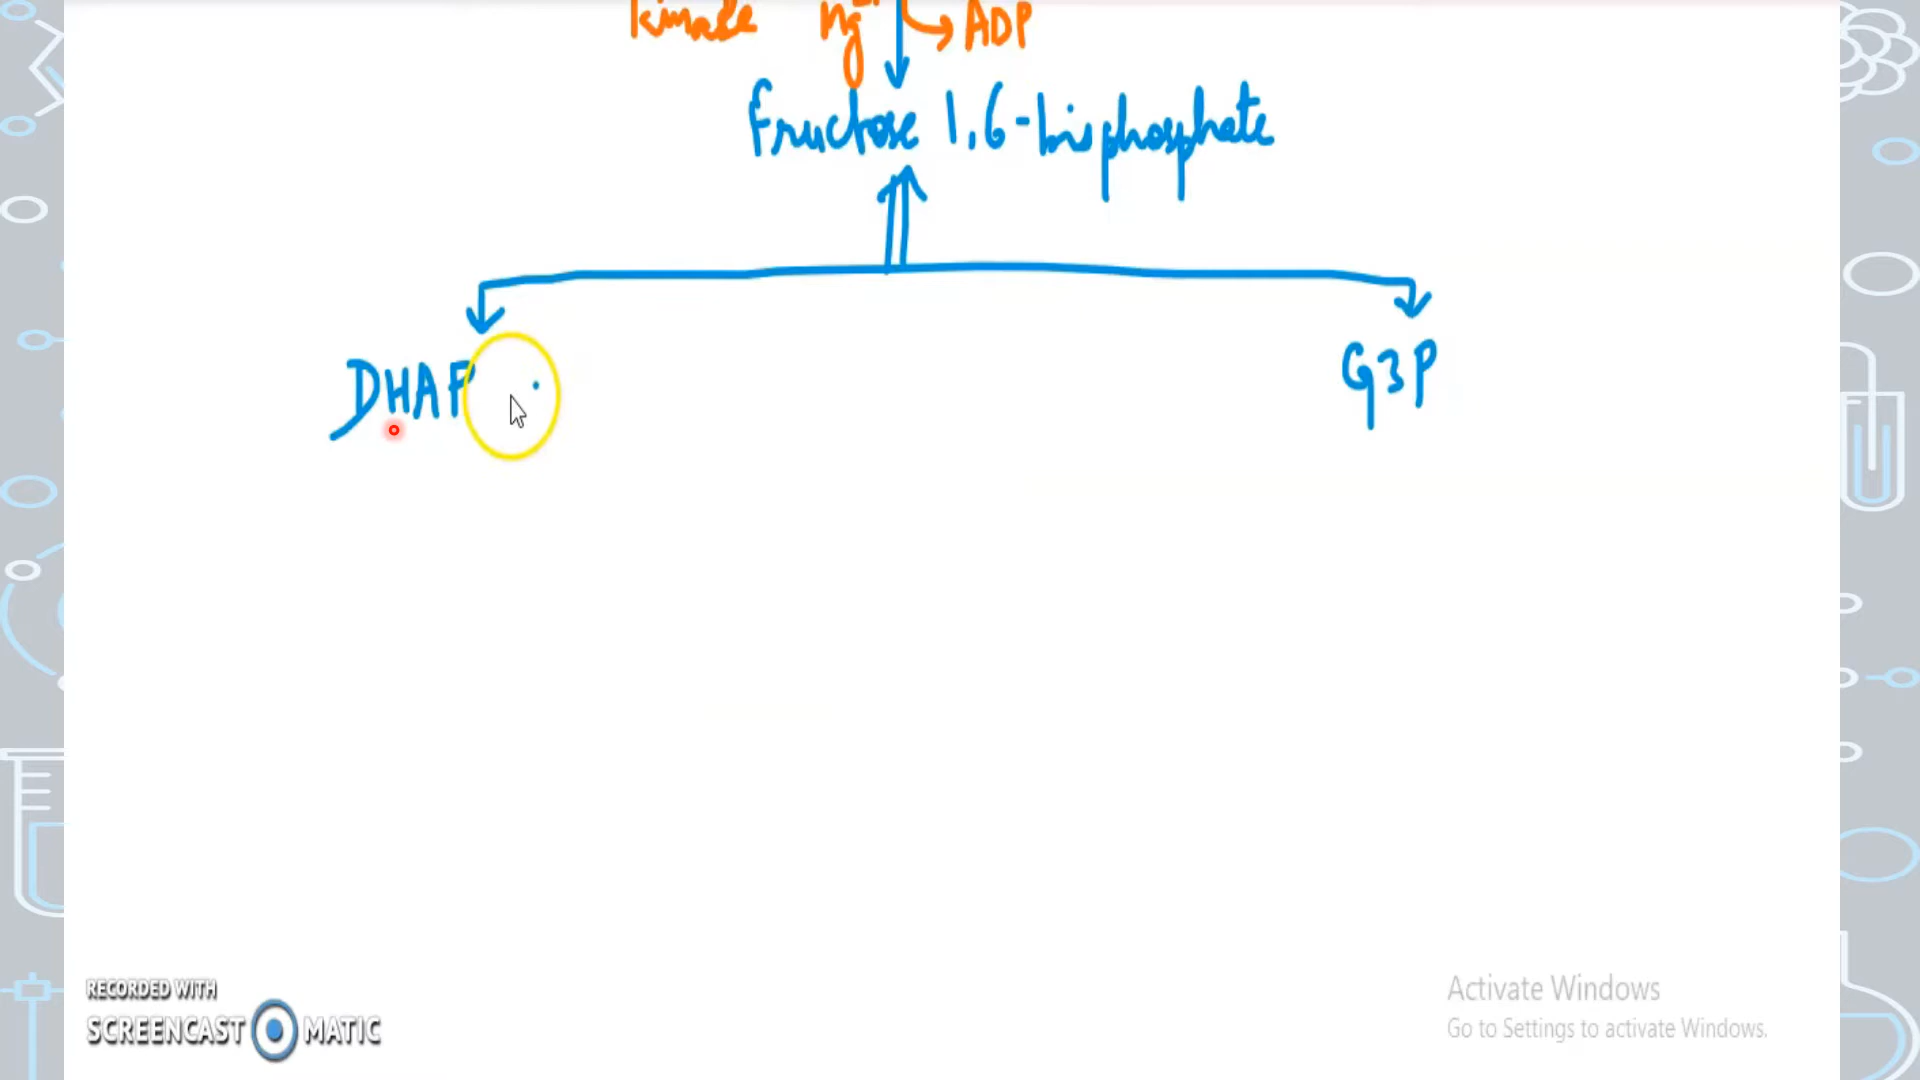 kinase Mg2+ ADP
fructose 1,6-bisphosphate
DHAP
G3P
RECORDED WITH
SCREENCAST MATIC
Activate Windows
Go to Settings to activate Windows.